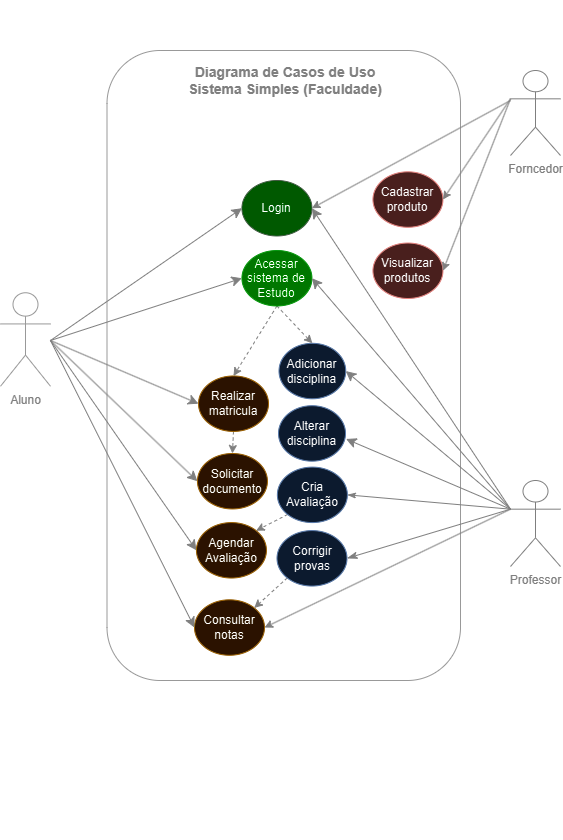 Diagrama de Casos de Uso
Sistema Simples (Faculdade)
Forncedor
Login
Cadastrar
produto
Acessar
sistema de
Estudo
Visualizar
produtos
Aluno
Adicionar
disciplina
Realizar
matricula
Alterar
disciplina
Solicitar
documento
Cria
Avaliação
Agendar
Avaliação
Corrigir
provas
Professor
Consultar
notas